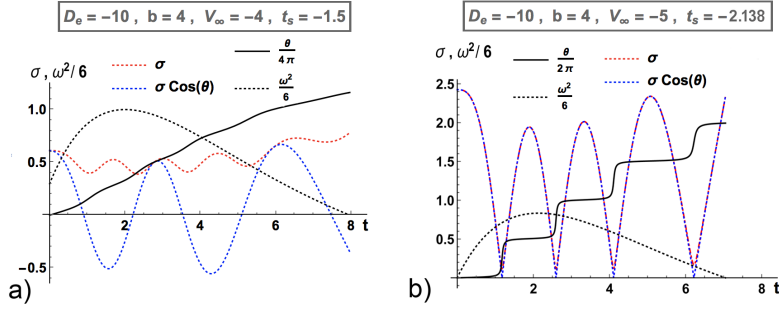 D_e = −10 , b = 4 , V_∞ = −4 , t_s = −1.5
σ , ω²/6
σ
σ Cos(θ)
θ/4π
ω²/6
1.0
0.5
−0.5
2 4 6 8 t
a)
D_e = −10 , b = 4 , V_∞ = −5 , t_s = −2.138
σ , ω²/6
θ/2π
ω²/6
σ
σ Cos(θ)
2.5
2.0
1.5
1.0
0.5
2 4 6 8 t
b)